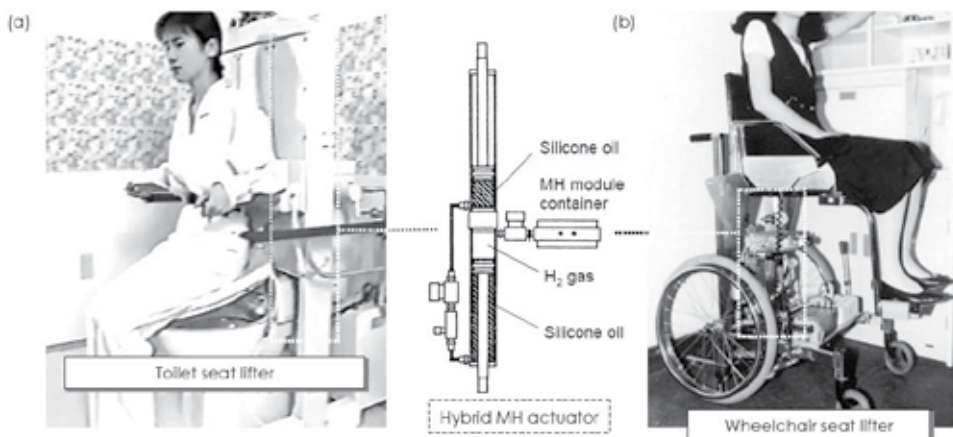 (a)
(b)
Silicone oil
MH module
container
H₂ gas
Silicone oil
Toilet seat lifter
Hybrid MH actuator
Wheelchair seat lifter